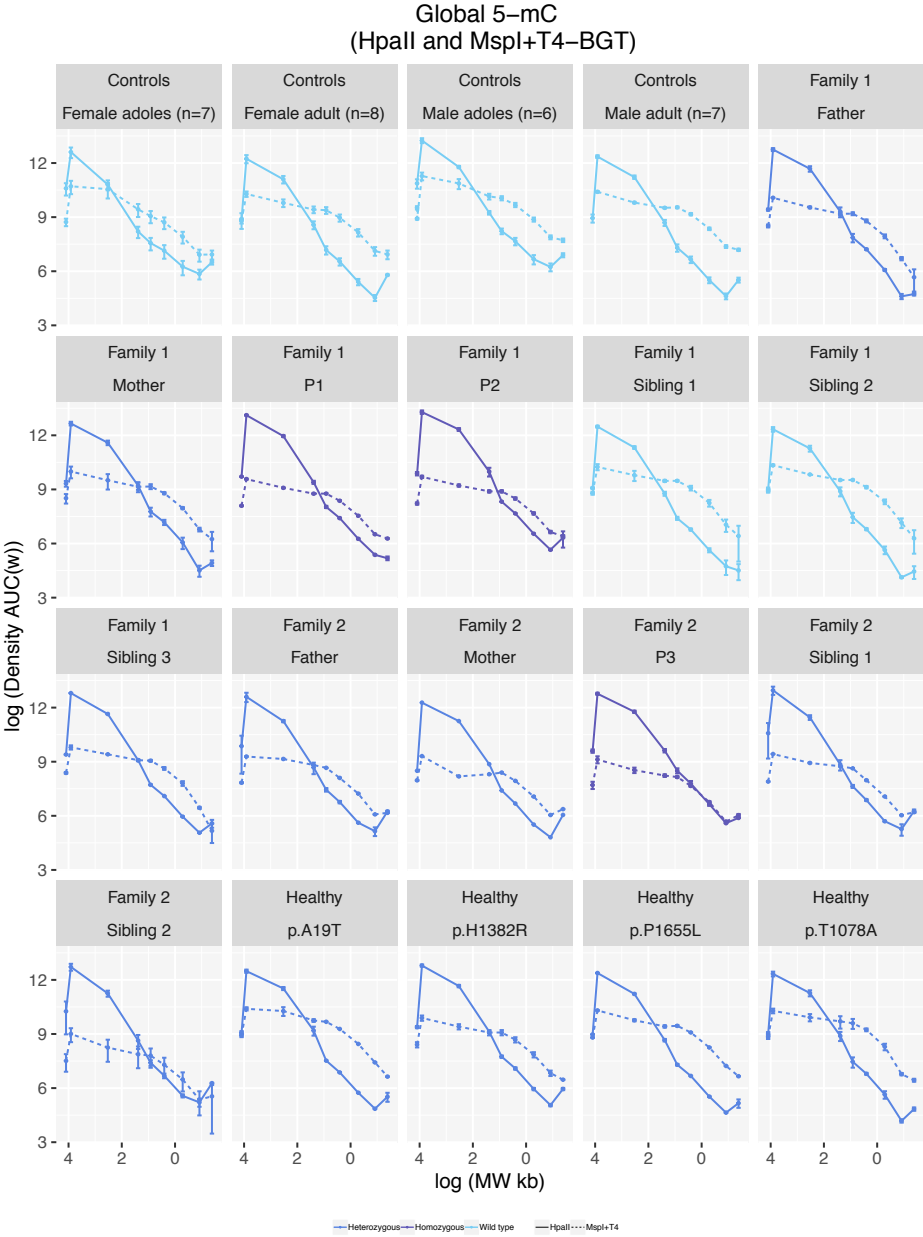 Global 5−mC
(HpaII and MspI+T4−BGT)
Controls Controls Controls Controls Family 1
Female adoles (n=7) Female adult (n=8) Male adoles (n=6) Male adult (n=7) Father
12
9
6
3
Family 1 Family 1 Family 1 Family 1 Family 1
Mother P1 P2 Sibling 1 Sibling 2
12
9
6
3
log (Density AUC(w))
Family 1 Family 2 Family 2 Family 2 Family 2
Sibling 3 Father Mother P3 Sibling 1
12
9
6
3
Family 2 Healthy Healthy Healthy Healthy
Sibling 2 p.A19T p.H1382R p.P1655L p.T1078A
12
9
6
3
4 2 0 4 2 0 4 2 0 4 2 0 4 2 0
log (MW kb)
Heterozygous Homozygous Wild type HpaII MspI+T4